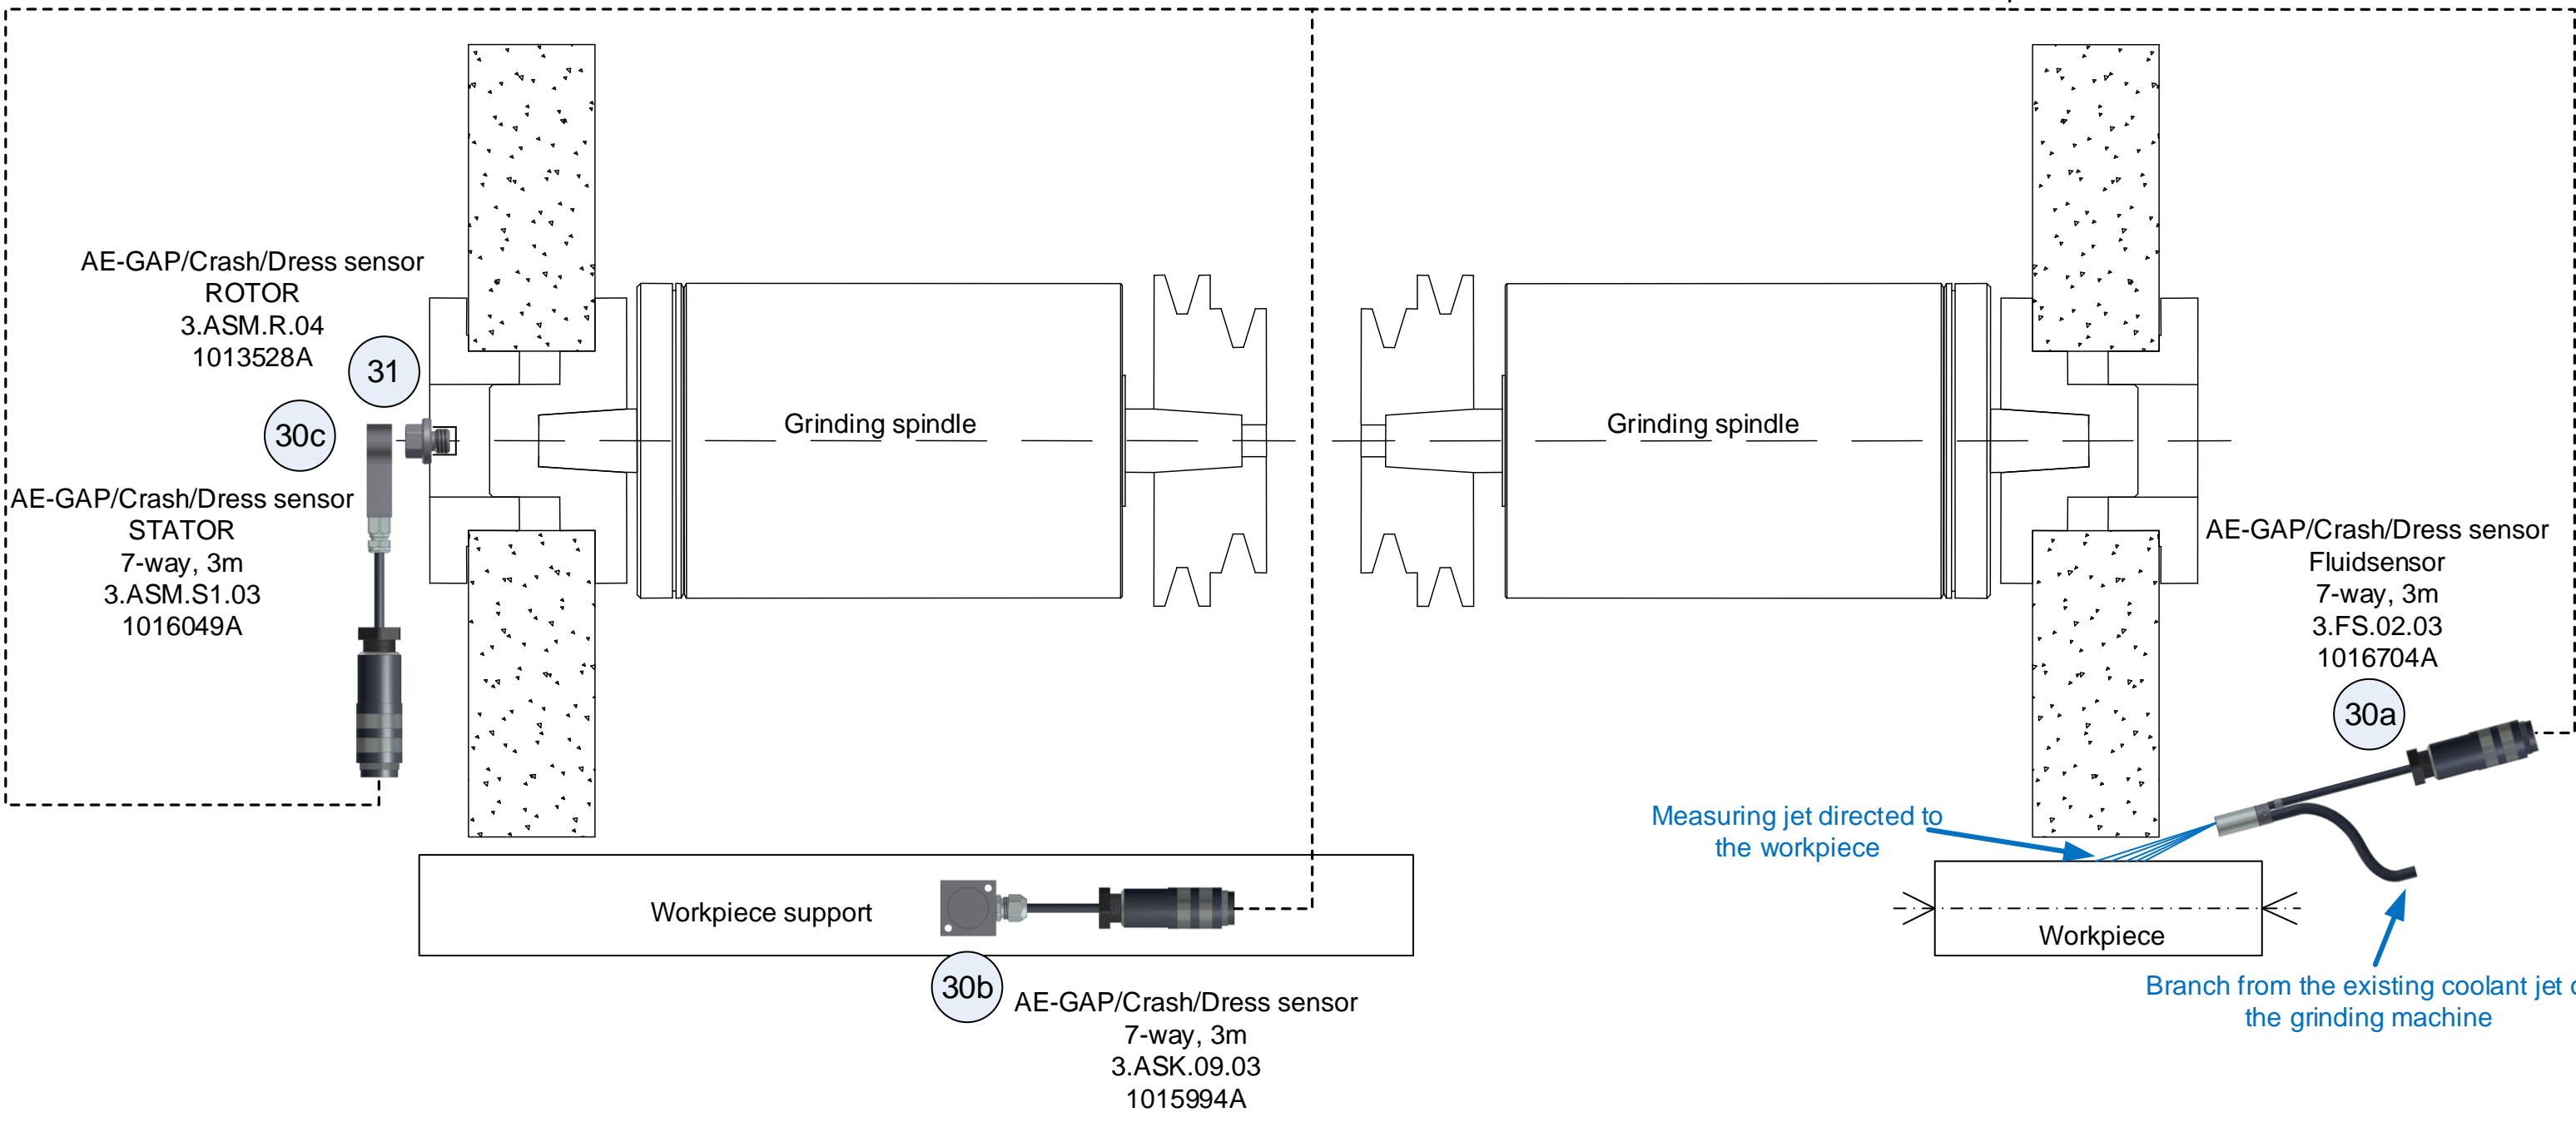 AE-GAP/Crash/Dress sensor
ROTOR
3.ASM.R.04
1013528A
31
30c
AE-GAP/Crash/Dress sensor
STATOR
7-way, 3m
3.ASM.S1.03
1016049A
Grinding spindle
Grinding spindle
AE-GAP/Crash/Dress sensor
Fluidsensor
7-way, 3m
3.FS.02.03
1016704A
30a
Measuring jet directed to
the workpiece
Workpiece support
30b
AE-GAP/Crash/Dress sensor
7-way, 3m
3.ASK.09.03
1015994A
Workpiece
Branch from the existing coolant jet
the grinding machine